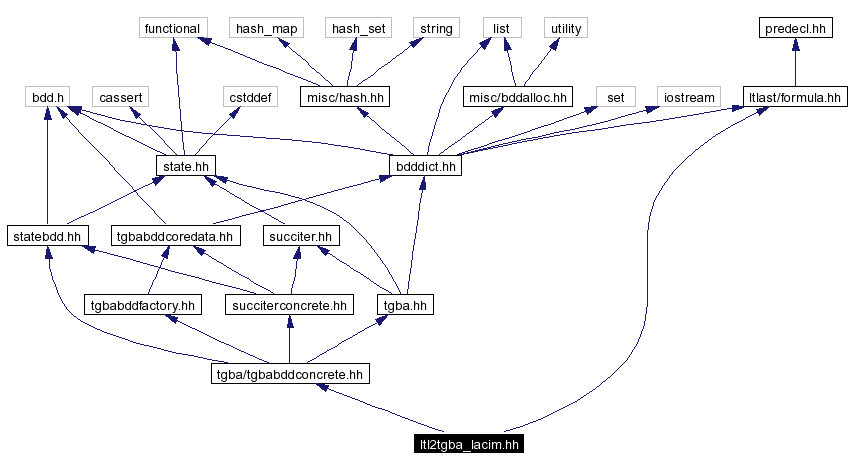 functional
hash_map
hash_set
string
list
utility
predecl.hh
bdd.h
cassert
cstddef
misc/hash.hh
misc/bddalloc.hh
set
iostream
ltlast/formula.hh
state.hh
bdddict.hh
statebdd.hh
tgbabddcoredata.hh
succiter.hh
tgbabddfactory.hh
succiterconcrete.hh
tgba.hh
tgba/tgbabddconcrete.hh
ltl2tgba_lacim.hh